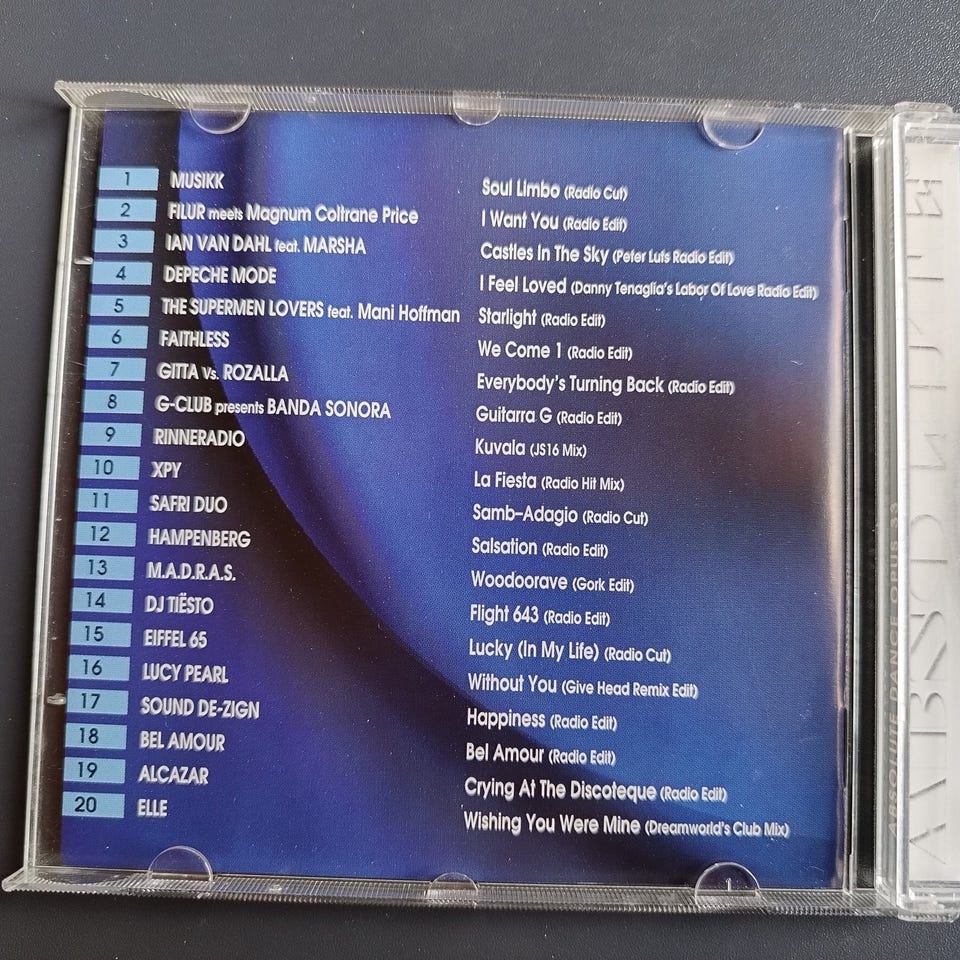 1 MUSIKK Soul Limbo (Radio Cut)
2 FILUR meets Magnum Coltrane Price I Want You (Radio Edit)
3 IAN VAN DAHL feat. MARSHA Castles In The Sky (Peter Luts Radio Edit)
4 DEPECHE MODE I Feel Loved (Danny Tenaglia's Labor Of Love Radio Edit)
5 THE SUPERMEN LOVERS feat. Mani Hoffman Starlight (Radio Edit)
6 FAITHLESS We Come 1 (Radio Edit)
7 GITTA Vs. ROZALLA Everybody's Turning Back (Radio Edit)
8 G-CLUB presents BANDA SONORA Guitarra G (Radio Edit)
9 RINNERADIO Kuvala (JS16 Mix)
10 XPY La Fiesta (Radio Hit Mix)
11 SAFRI DUO Samb-Adagio (Radio Cut)
12 HAMPENBERG Salsation (Radio Edit)
13 M.A.D.R.A.S. Woodoorave (Gork Edit)
14 DJ TIËSTO Flight 643 (Radio Edit)
15 EIFFEL 65 Lucky (In My Life) (Radio Cut)
16 LUCY PEARL Without You (Give Head Remix Edit)
17 SOUND DE-ZIGN Happiness (Radio Edit)
18 BEL AMOUR Bel Amour (Radio Edit)
19 ALCAZAR Crying At The Discoteque (Radio Edit)
20 ELLE Wishing You Were Mine (Dreamworld's Club Mix)
ABSOLUTE DANCE OPUS 32
ABSOLUTE